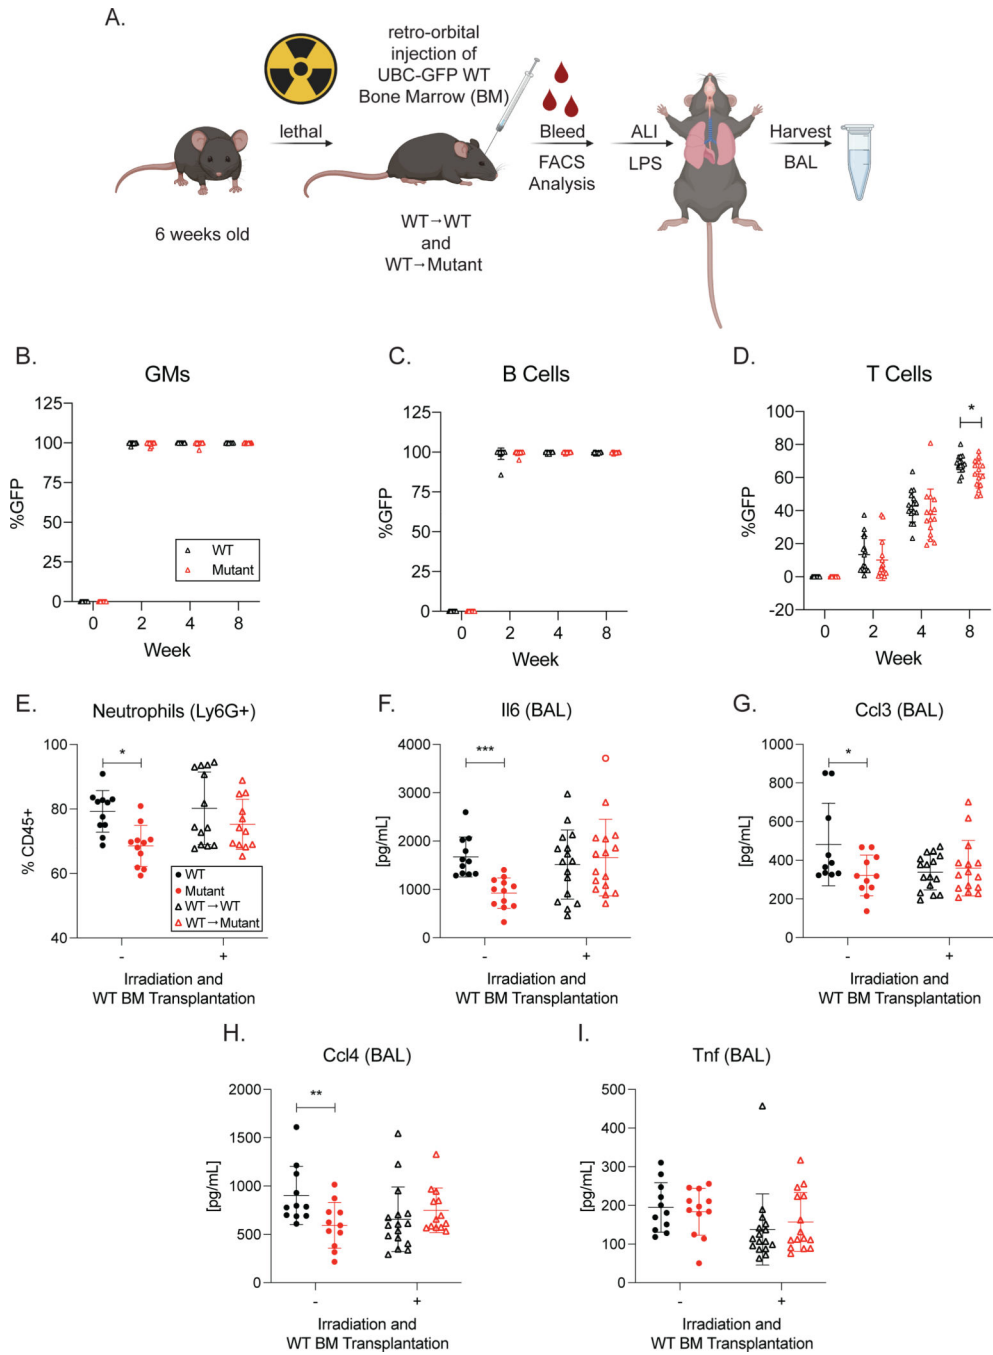 A.
retro-orbital
injection of
UBC-GFP WT
Bone Marrow (BM)
lethal
Bleed
FACS
Analysis
ALI
LPS
Harvest
BAL
6 weeks old
WT→WT
and
WT→Mutant
B.
GMs
125
100
75
50
25
0
%GFP
WT
Mutant
0 2 4 8
Week
C.
B Cells
125
100
75
50
25
0
%GFP
0 2 4 8
Week
D.
T Cells
*
100
80
60
40
20
0
-20
%GFP
0 2 4 8
Week
E.
Neutrophils (Ly6G+)
*
100
80
60
40
% CD45+
WT
Mutant
WT→WT
WT→Mutant
- +
Irradiation and
WT BM Transplantation
F.
Il6 (BAL)
***
4000
3000
2000
1000
0
[pg/mL]
- +
Irradiation and
WT BM Transplantation
G.
Ccl3 (BAL)
*
1000
800
600
400
200
0
[pg/mL]
- +
Irradiation and
WT BM Transplantation
H.
Ccl4 (BAL)
**
2000
1500
1000
500
0
[pg/mL]
- +
Irradiation and
WT BM Transplantation
I.
Tnf (BAL)
500
400
300
200
100
0
[pg/mL]
- +
Irradiation and
WT BM Transplantation